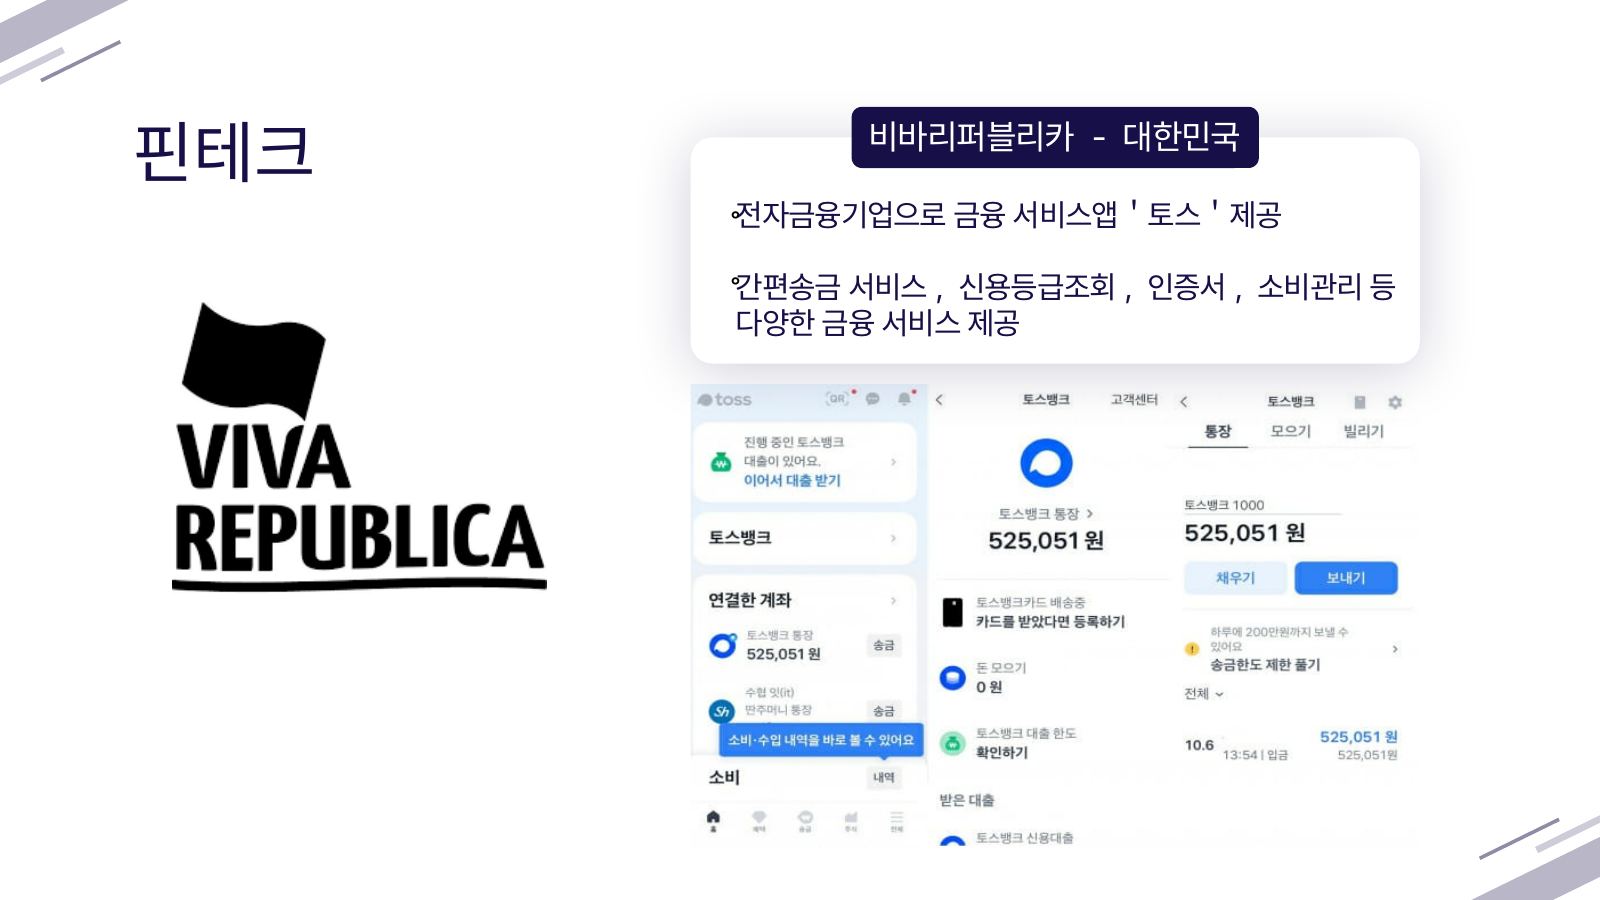 핀테크
비바리퍼블리카 - 대한민국
전자금융기업으로 금융 서비스앱 ' 토스 ' 제공
간편송금 서비스 , 신용등급조회 , 인증서 , 소비관리 등
다양한 금융 서비스 제공
VIVA
REPUBLICA
toss
QR
진행 중인 토스뱅크
대출이 있어요.
이어서 대출 받기
토스뱅크
연결한 계좌
토스뱅크 통장
525,051 원
송금
수협 잇(it)
딴주머니 통장
송금
Sh
소비·수입 내역을 바로 볼 수 있어요
소비
내역
홈
혜택
송금
주식
전체
토스뱅크
고객센터
토스뱅크 통장
525,051 원
토스뱅크카드 배송중
카드를 받았다면 등록하기
돈 모으기
0 원
토스뱅크 대출 한도
확인하기
받은 대출
토스뱅크 신용대출
토스뱅크
통장
모으기
빌리기
토스뱅크 1000
525,051 원
채우기
보내기
하루에 200만원까지 보낼 수
있어요
송금한도 제한 풀기
전체
10.6
525,051 원
13:54 | 입금
525,051원